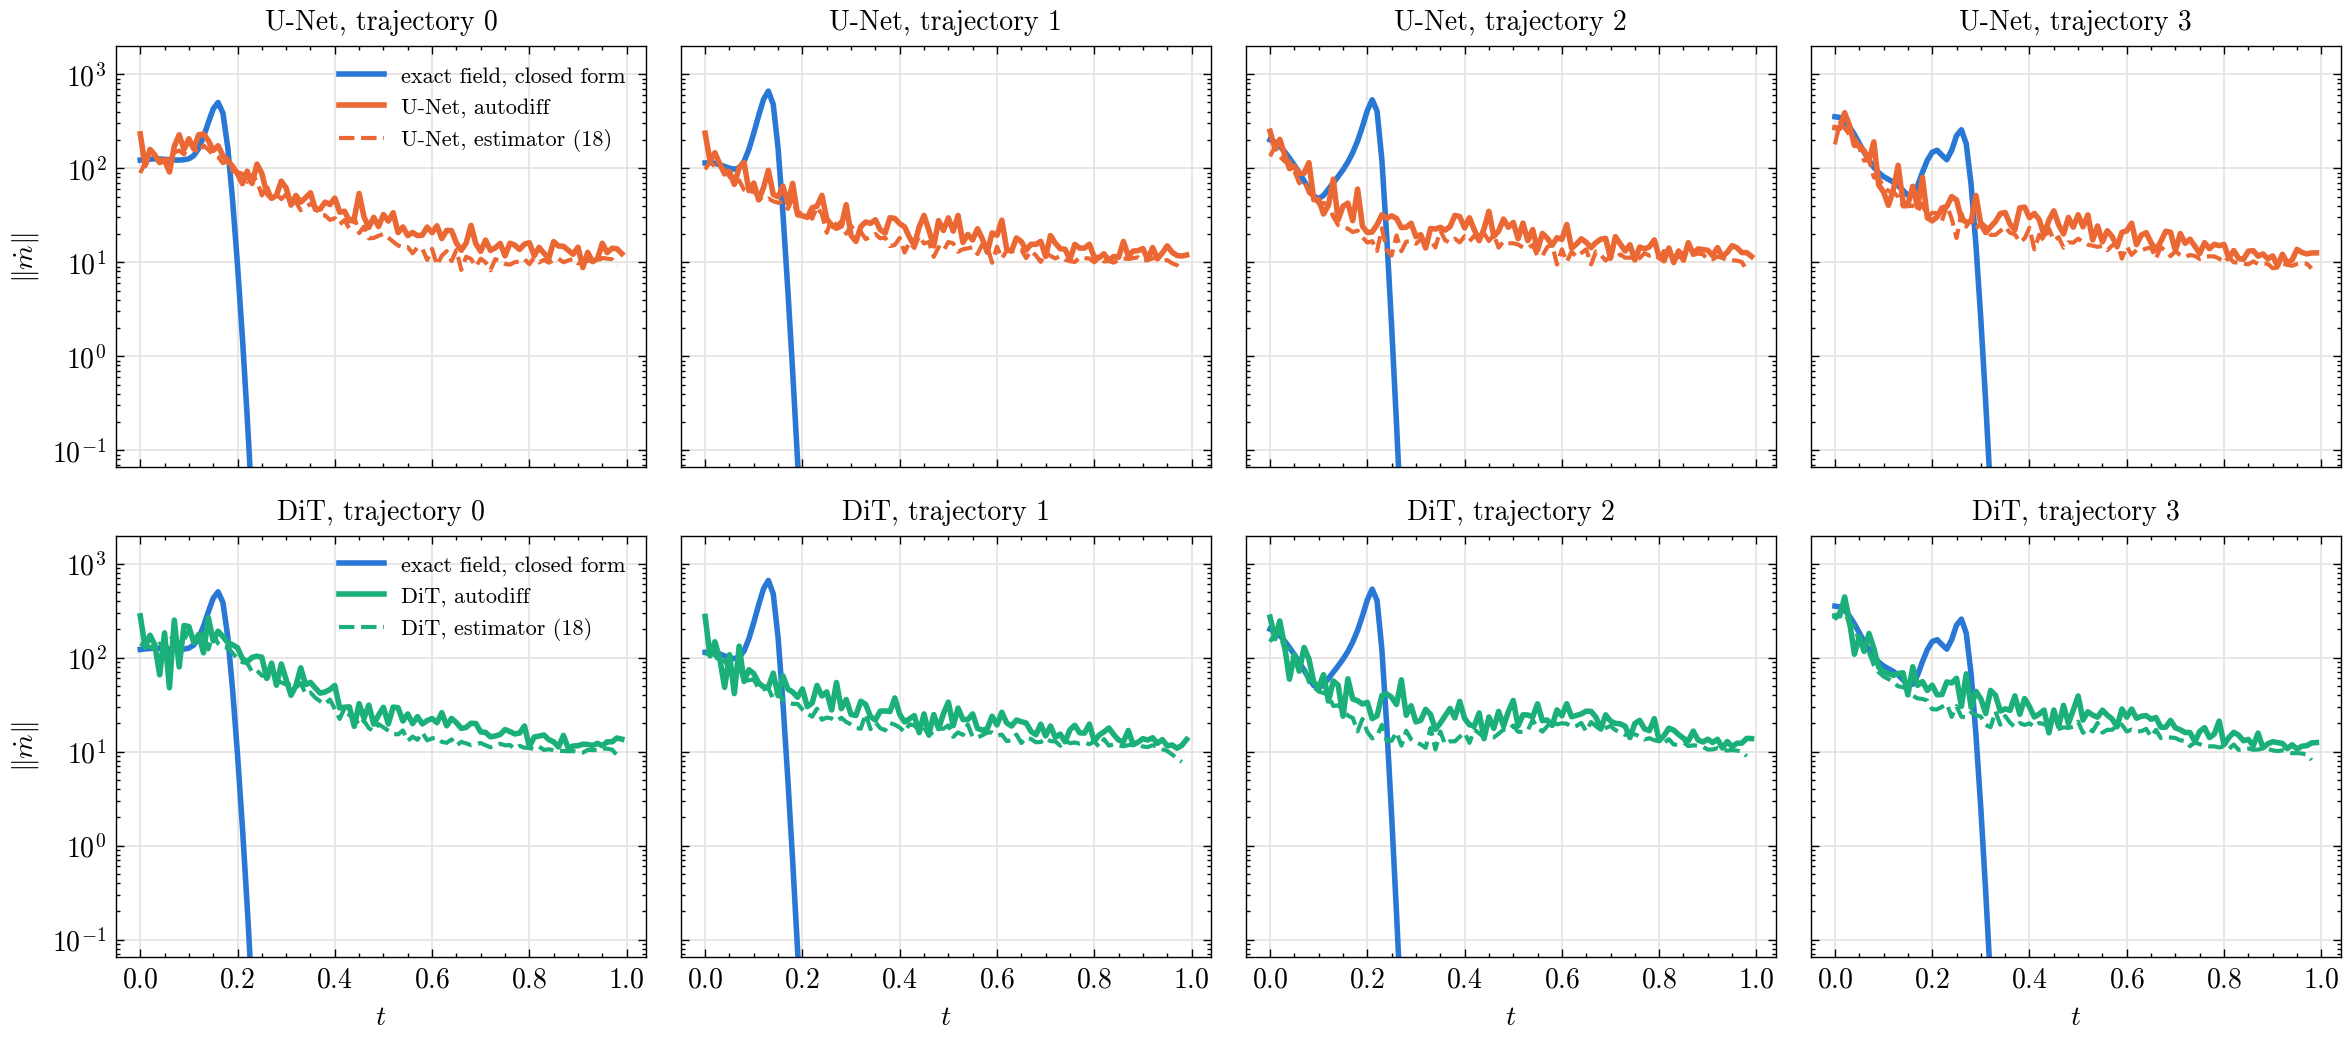 U-Net, trajectory 0
U-Net, trajectory 1
U-Net, trajectory 2
U-Net, trajectory 3
10³
10²
10¹
10⁰
10⁻¹
‖ṁ‖
exact field, closed form
U-Net, autodiff
U-Net, estimator (18)
DiT, trajectory 0
DiT, trajectory 1
DiT, trajectory 2
DiT, trajectory 3
10³
10²
10¹
10⁰
10⁻¹
‖ṁ‖
exact field, closed form
DiT, autodiff
DiT, estimator (18)
0.0 0.2 0.4 0.6 0.8 1.0
0.0 0.2 0.4 0.6 0.8 1.0
0.0 0.2 0.4 0.6 0.8 1.0
0.0 0.2 0.4 0.6 0.8 1.0
t
t
t
t